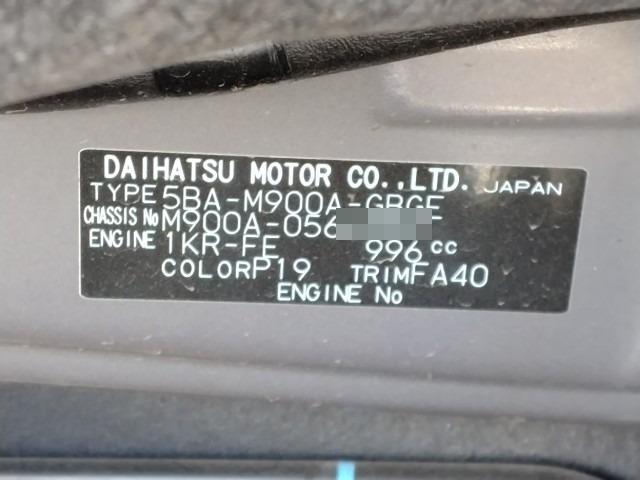 DAIHATSU MOTOR CO.,LTD. JAPAN
TYPE 5BA-M900A-GBGF
CHASSIS No M900A-056
ENGINE 1KR-FE 996 cc
COLOR P19 TRIM FA40
ENGINE No